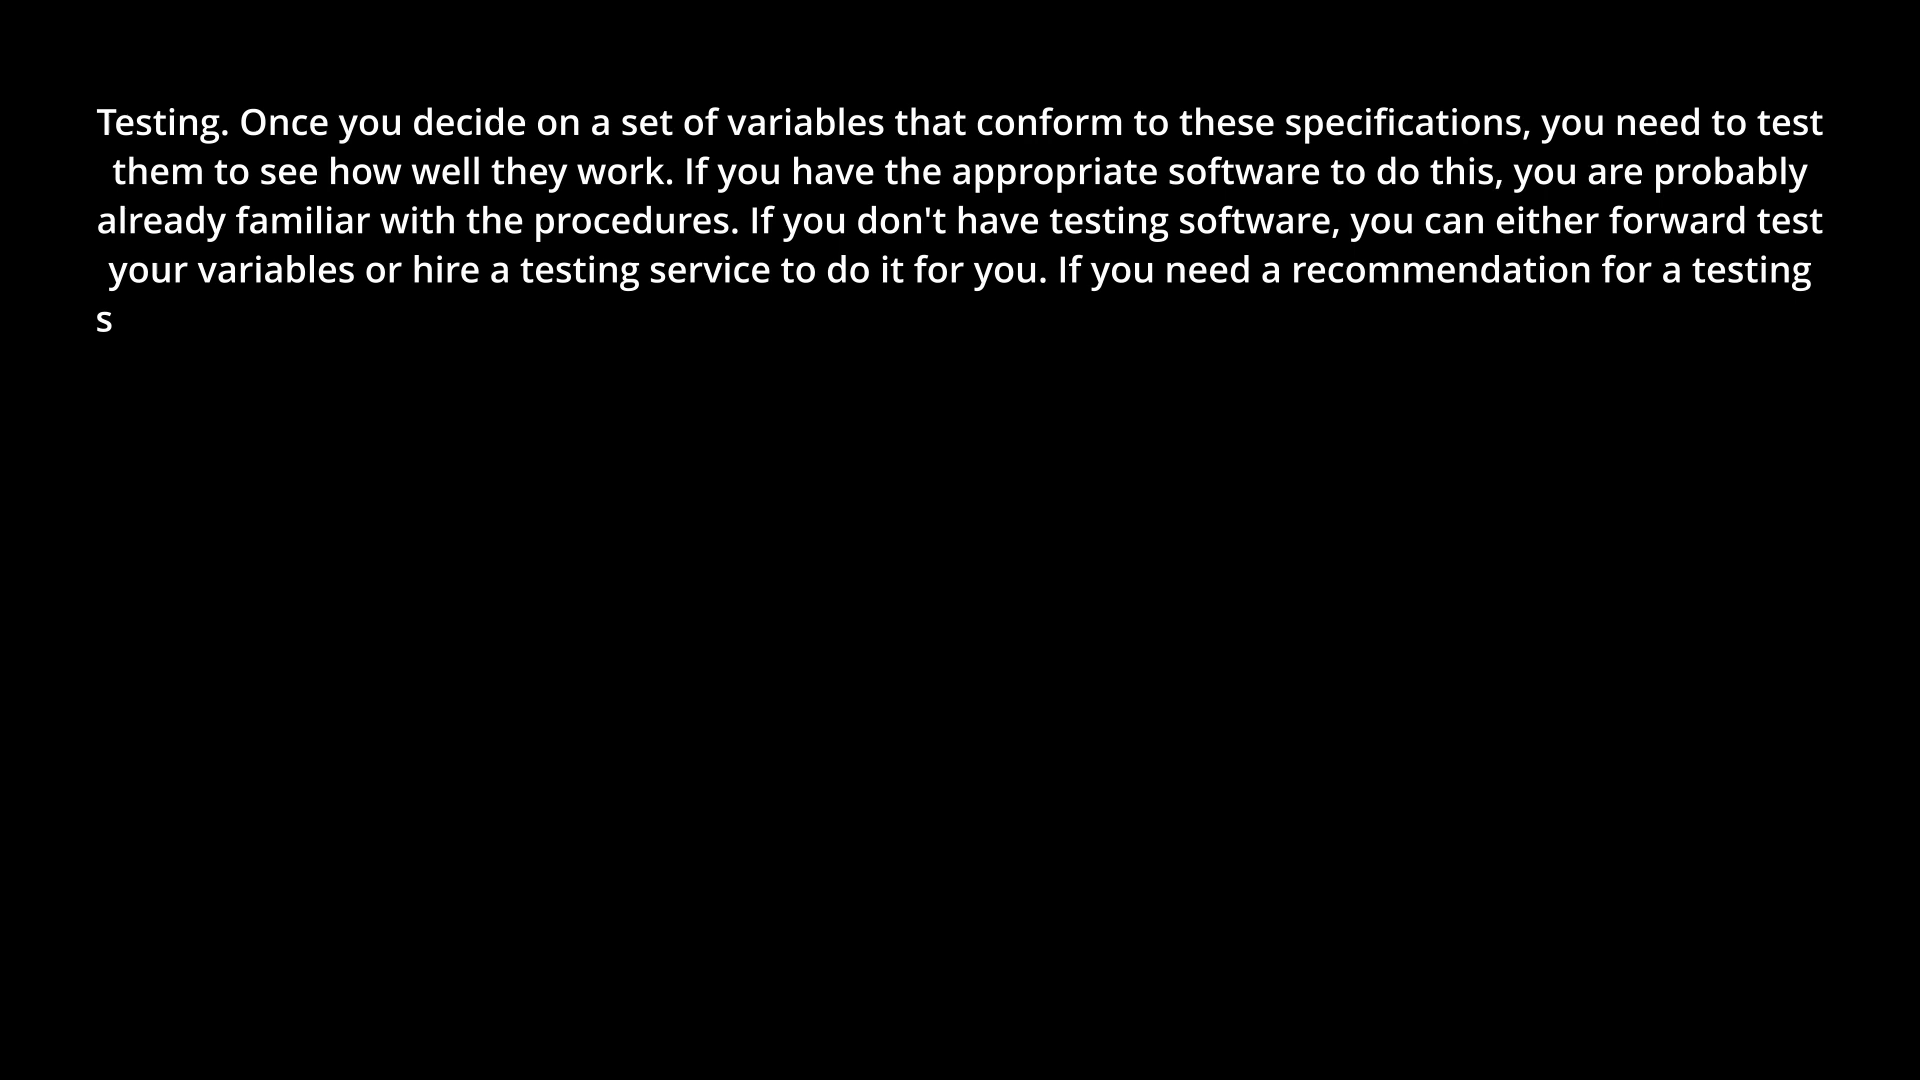 Testing. Once you decide on a set of variables that conform to these specifications, you need to test
them to see how well they work. If you have the appropriate software to do this, you are probably
already familiar with the procedures. If you don't have testing software, you can either forward test
your variables or hire a testing service to do it for you. If you need a recommendation for a testing
s